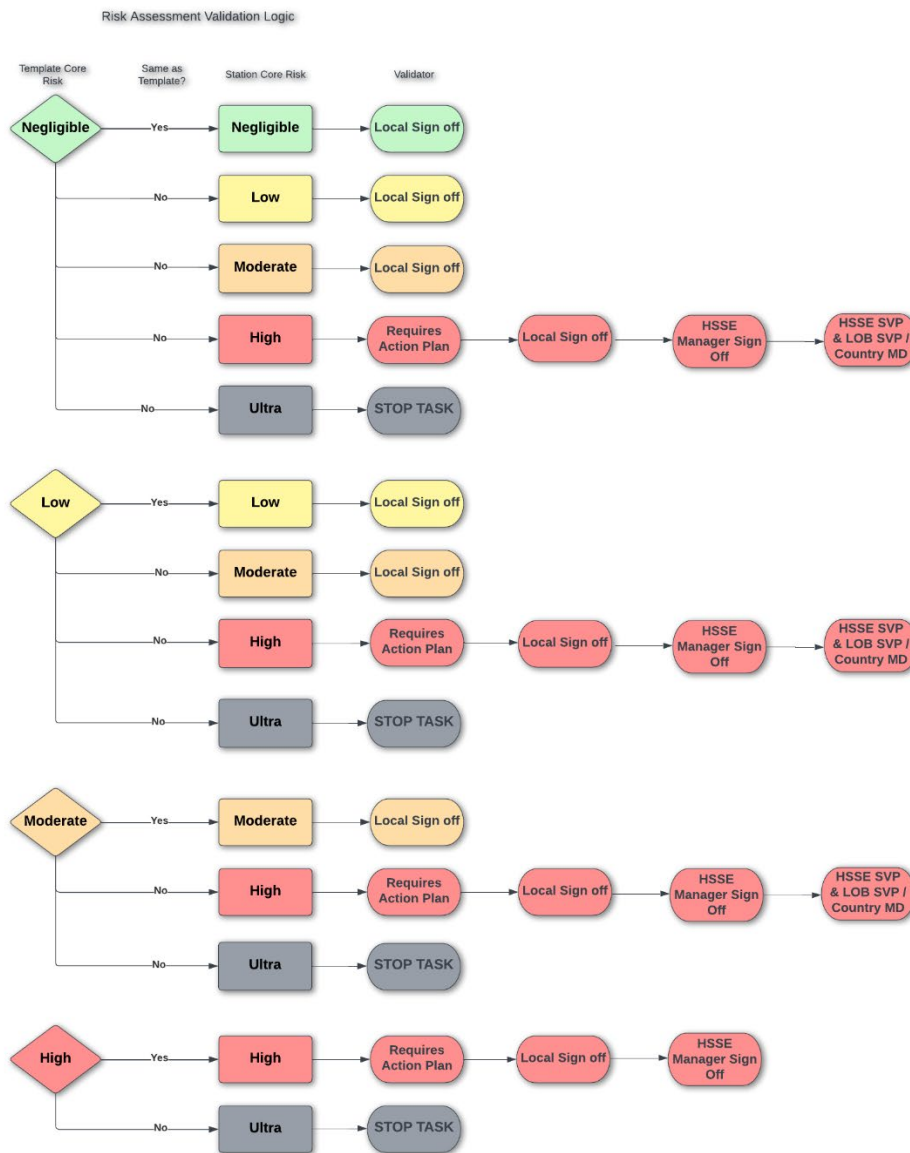 Risk Assessment Validation Logic
Template Core
Risk
Same as
Template?
Station Core Risk
Validator
Negligible
Yes
Negligible
Local Sign off
No
Low
Local Sign off
No
Moderate
Local Sign off
No
High
Requires
Action Plan
Local Sign off
HSSE
Manager Sign
Off
HSSE SVP
& LOB SVP /
Country MD
No
Ultra
STOP TASK
Low
Yes
Low
Local Sign off
No
Moderate
Local Sign off
No
High
Requires
Action Plan
Local Sign off
HSSE
Manager Sign
Off
HSSE SVP
& LOB SVP /
Country MD
No
Ultra
STOP TASK
Moderate
Yes
Moderate
Local Sign off
No
High
Requires
Action Plan
Local Sign off
HSSE
Manager Sign
Off
HSSE SVP
& LOB SVP /
Country MD
No
Ultra
STOP TASK
High
Yes
High
Requires
Action Plan
Local Sign off
HSSE
Manager Sign
Off
No
Ultra
STOP TASK